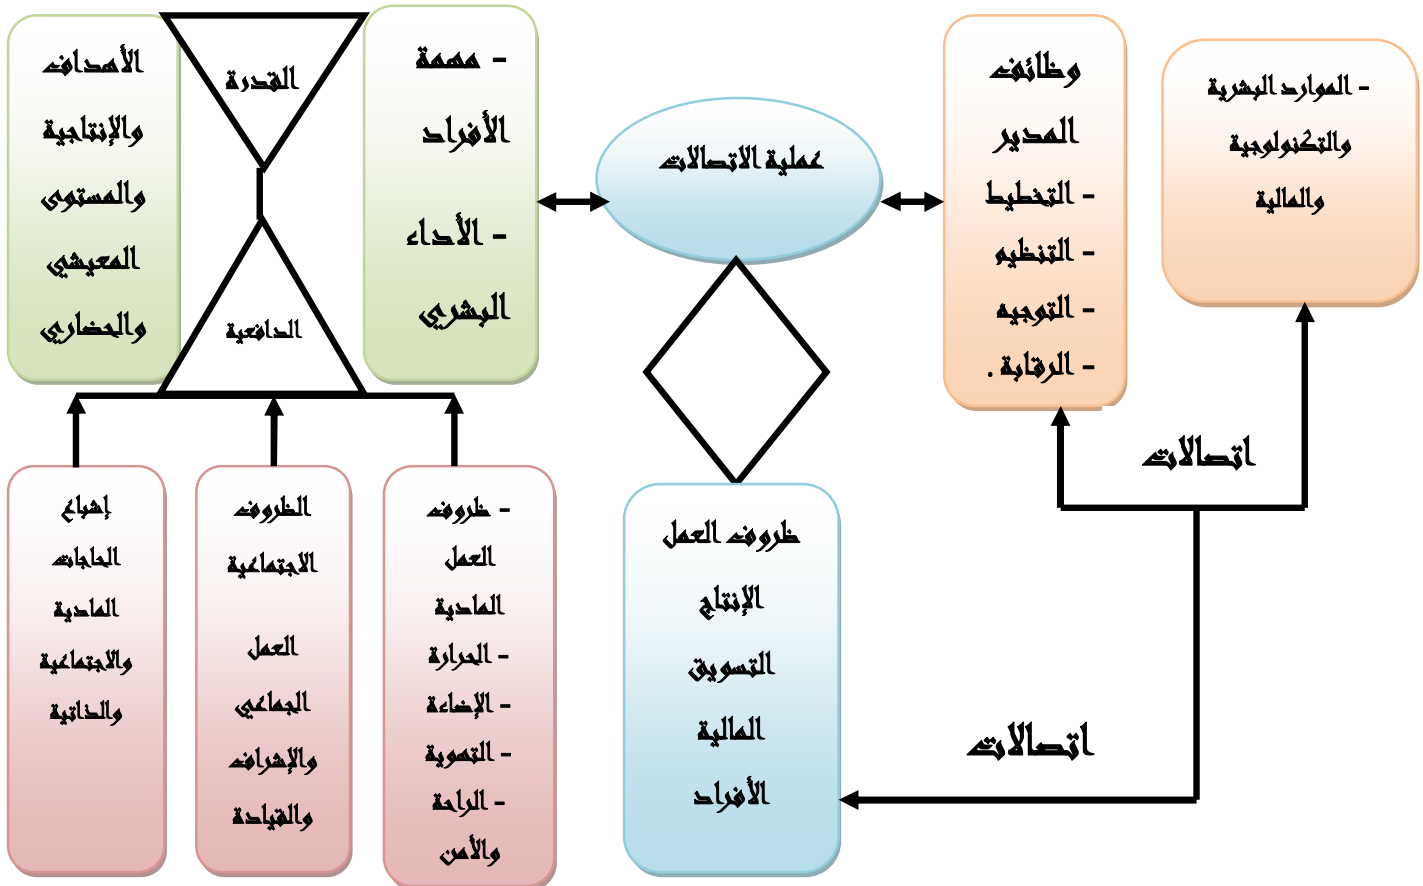 - الموارد البشرية
والتكنولوجية
والمالية
وظائف
المدير
- التخطيط
- التنظيم
- التوجيه
- الرقابة .
عملية الاتصالات
- مهمة
الأفراد
- الأداء
البشري
القدرة
الدافعية
الأهداف
والإنتاجية
والمستوى
المعيشي
والحضاري
اتصالات
اتصالات
ظروف العمل
الإنتاج
التسويق
المالية
الأفراد
- ظروف
العمل
المادية
- الحرارة
- الإضاءة
- التهوية
- الراحة
والأمن
الظروف
الاجتماعية
العمل
الجماعي
والإشراف
والقيادة
إشباع
الحاجات
المادية
والاجتماعية
والذاتية